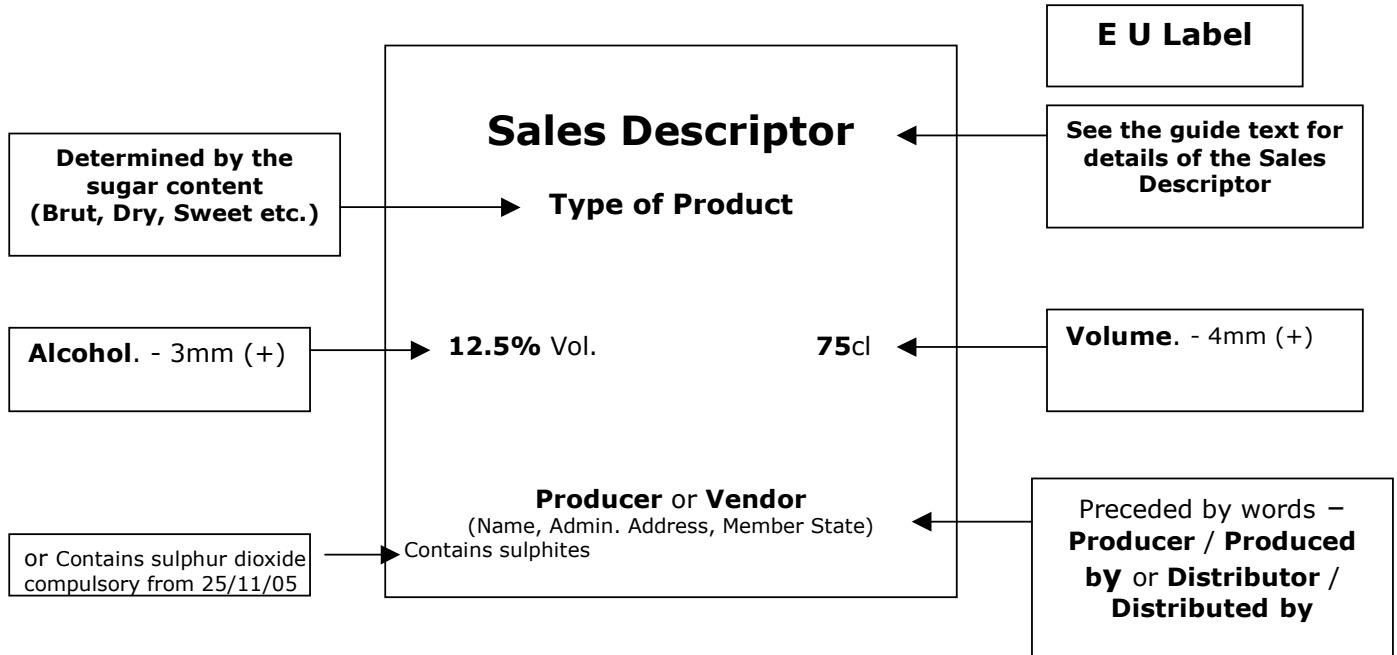 E U Label
Sales Descriptor
See the guide text for
details of the Sales
Descriptor
Determined by the
sugar content
(Brut, Dry, Sweet etc.)
Type of Product
Alcohol. - 3mm (+)
12.5% Vol.
75cl
Volume. - 4mm (+)
Producer or Vendor
(Name, Admin. Address, Member State)
Contains sulphites
or Contains sulphur dioxide
compulsory from 25/11/05
Preceded by words –
Producer / Produced
by or Distributor /
Distributed by